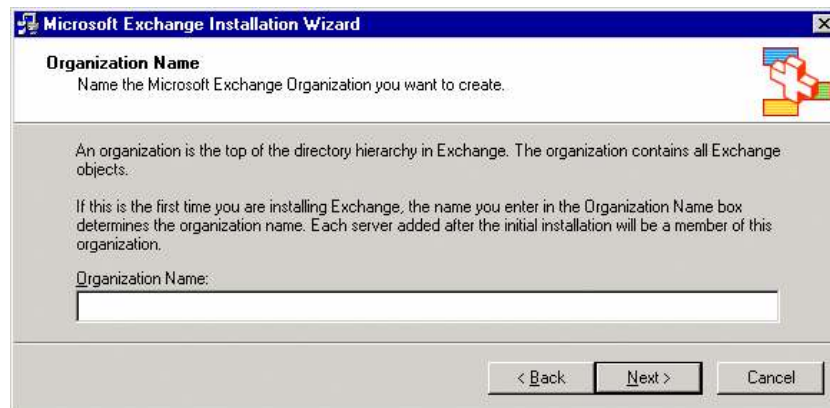 Microsoft Exchange Installation Wizard
Organization Name
Name the Microsoft Exchange Organization you want to create.
An organization is the top of the directory hierarchy in Exchange. The organization contains all Exchange
objects.
If this is the first time you are installing Exchange, the name you enter in the Organization Name box
determines the organization name. Each server added after the initial installation will be a member of this
organization.
Organization Name:
< Back Next > Cancel